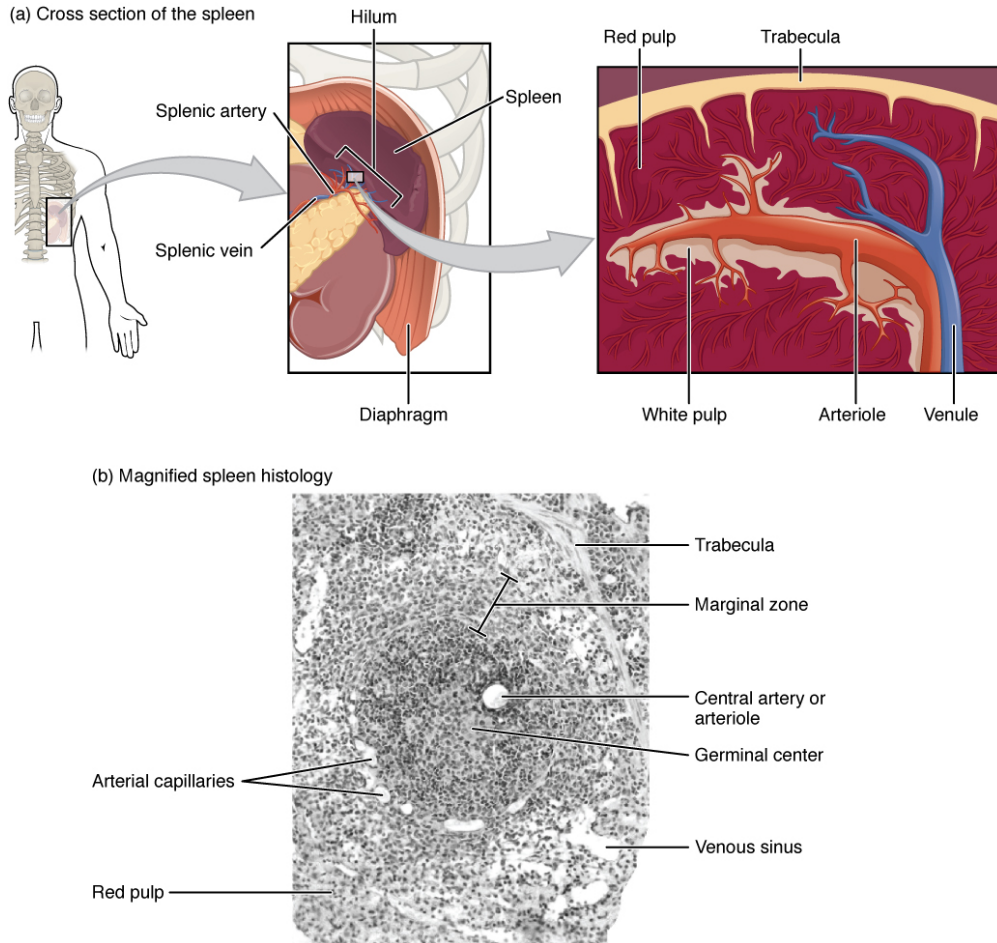 (a) Cross section of the spleen
Hilum
Splenic artery
Spleen
Splenic vein
Diaphragm
Red pulp
Trabecula
White pulp
Arteriole
Venule
(b) Magnified spleen histology
Trabecula
Marginal zone
Central artery or
arteriole
Germinal center
Arterial capillaries
Venous sinus
Red pulp